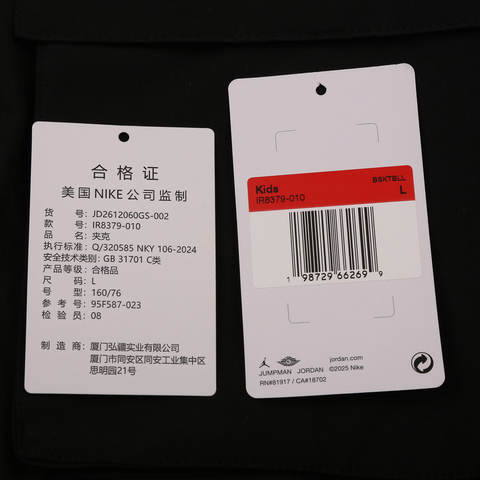 合格证
美国NIKE公司监制
货 号: JD2612060GS-002
款 号: IR8379-010
品 名: 夹克
执行标准: Q/320585 NKY 106-2024
安全技术类别: GB 31701 C类
产品等级: 合格品
尺 码: L
号 型: 160/76
参 考 号: 95F587-023
检 验 员: 08
制 造 商: 厦门弘疆实业有限公司
厦门市同安区同安工业集中区
思明园21号
BSKTBLL
Kids L
IR8379-010
1 98729 66269 9
JUMPMAN JORDAN
RN#81917 / CA#18702
jordan.com
©2025 Nike